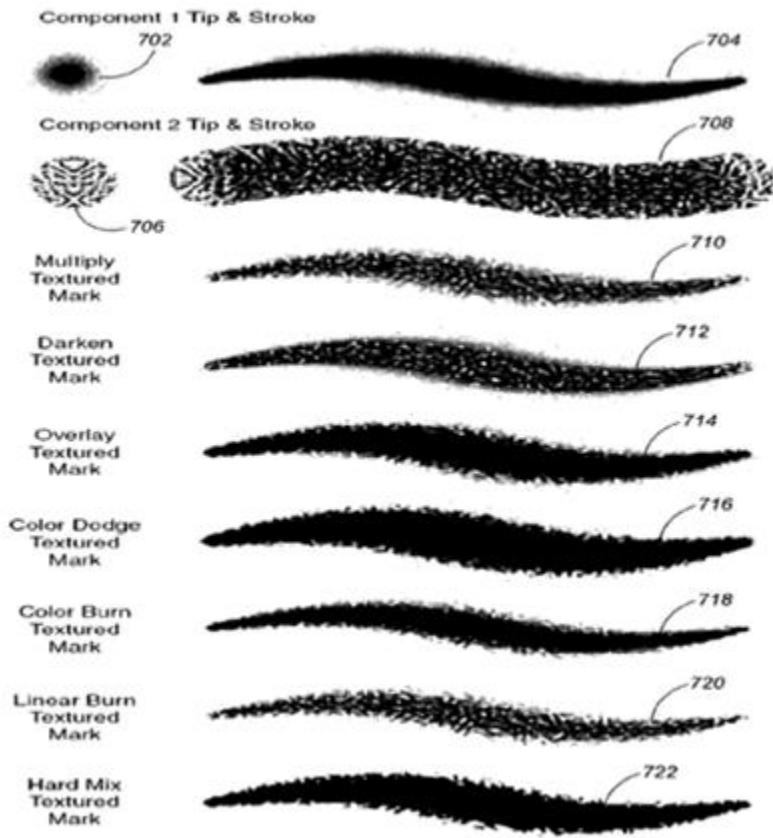 Component 1 Tip & Stroke
702
704
Component 2 Tip & Stroke
708
706
Multiply
Textured
Mark
710
Darken
Textured
Mark
712
Overlay
Textured
Mark
714
Color Dodge
Textured
Mark
716
Color Burn
Textured
Mark
718
Linear Burn
Textured
Mark
720
Hard Mix
Textured
Mark
722